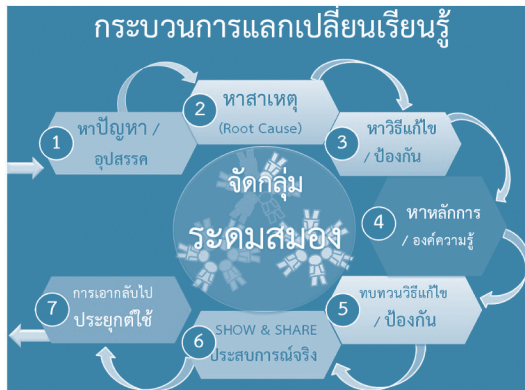 กระบวนการแลกเปลี่ยนเรียนรู้
1
หาปัญหา /
อุปสรรค
2
หาสาเหตุ
(Root Cause)
3
หาวิธีแก้ไข
/ ป้องกัน
4
หาหลักการ
/ องค์ความรู้
5
ทบทวนวิธีแก้ไข
/ ป้องกัน
6
SHOW & SHARE
ประสบการณ์จริง
7
การเอากลับไป
ประยุกต์ใช้
จัดกลุ่ม
ระดมสมอง